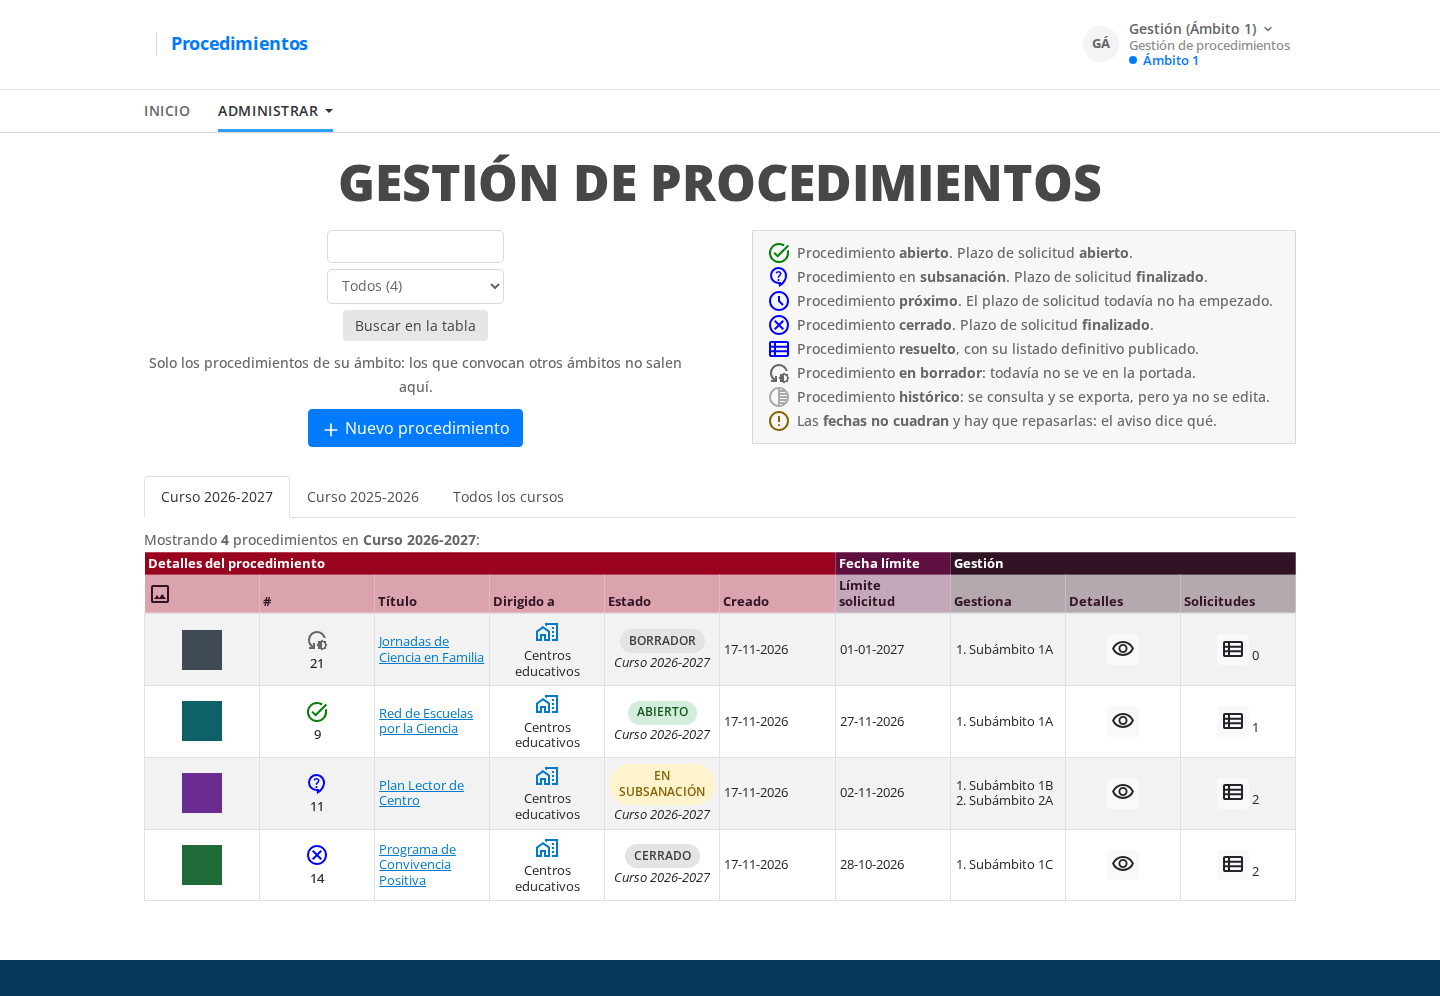 Procedimientos
GÁ
Gestión (Ámbito 1)
Gestión de procedimientos
Ámbito 1
INICIO
ADMINISTRAR
GESTIÓN DE PROCEDIMIENTOS
Todos (4)
Buscar en la tabla
Solo los procedimientos de su ámbito: los que convocan otros ámbitos no salen
aquí.
Nuevo procedimiento
Procedimiento abierto. Plazo de solicitud abierto.
Procedimiento en subsanación. Plazo de solicitud finalizado.
Procedimiento próximo. El plazo de solicitud todavía no ha empezado.
Procedimiento cerrado. Plazo de solicitud finalizado.
Procedimiento resuelto, con su listado definitivo publicado.
Procedimiento en borrador: todavía no se ve en la portada.
Procedimiento histórico: se consulta y se exporta, pero ya no se edita.
Las fechas no cuadran y hay que repasarlas: el aviso dice qué.
Curso 2026-2027 Curso 2025-2026 Todos los cursos
Mostrando 4 procedimientos en Curso 2026-2027:
Detalles del procedimiento Fecha límite Gestión
# Título Dirigido a Estado Creado Límite solicitud Gestiona Detalles Solicitudes
21
Jornadas de
Ciencia en Familia
Centros
educativos
BORRADOR
Curso 2026-2027
17-11-2026
01-01-2027
1. Subámbito 1A
0
9
Red de Escuelas
por la Ciencia
Centros
educativos
ABIERTO
Curso 2026-2027
17-11-2026
27-11-2026
1. Subámbito 1A
1
11
Plan Lector de
Centro
Centros
educativos
EN
SUBSANACIÓN
Curso 2026-2027
17-11-2026
02-11-2026
1. Subámbito 1B
2. Subámbito 2A
2
14
Programa de
Convivencia
Positiva
Centros
educativos
CERRADO
Curso 2026-2027
17-11-2026
28-10-2026
1. Subámbito 1C
2